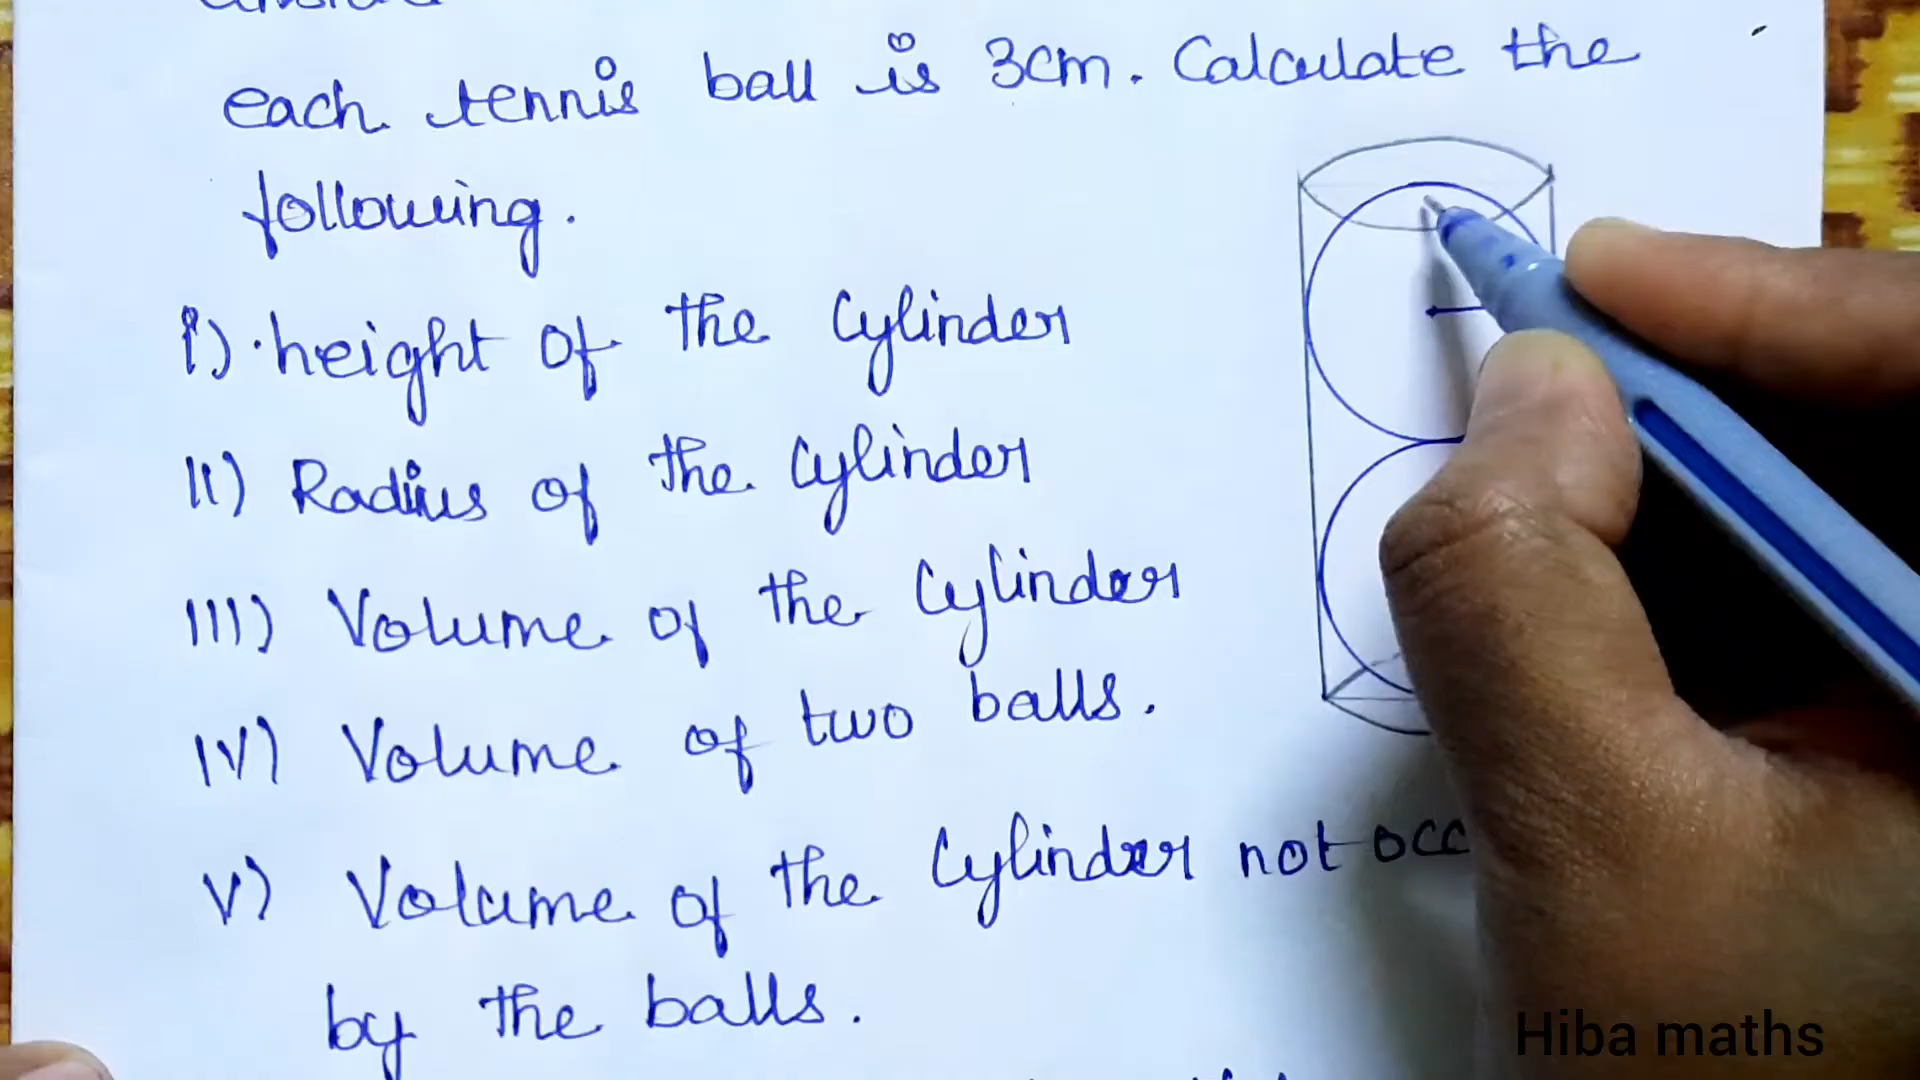 each tennis ball is 3cm. Calculate the
following.
i) height of the Cylinder
ii) Radius of the Cylinder
iii) Volume of the Cylinder
iv) Volume of two balls.
v) Volume of the Cylinder not occ
by the balls.
Hiba maths